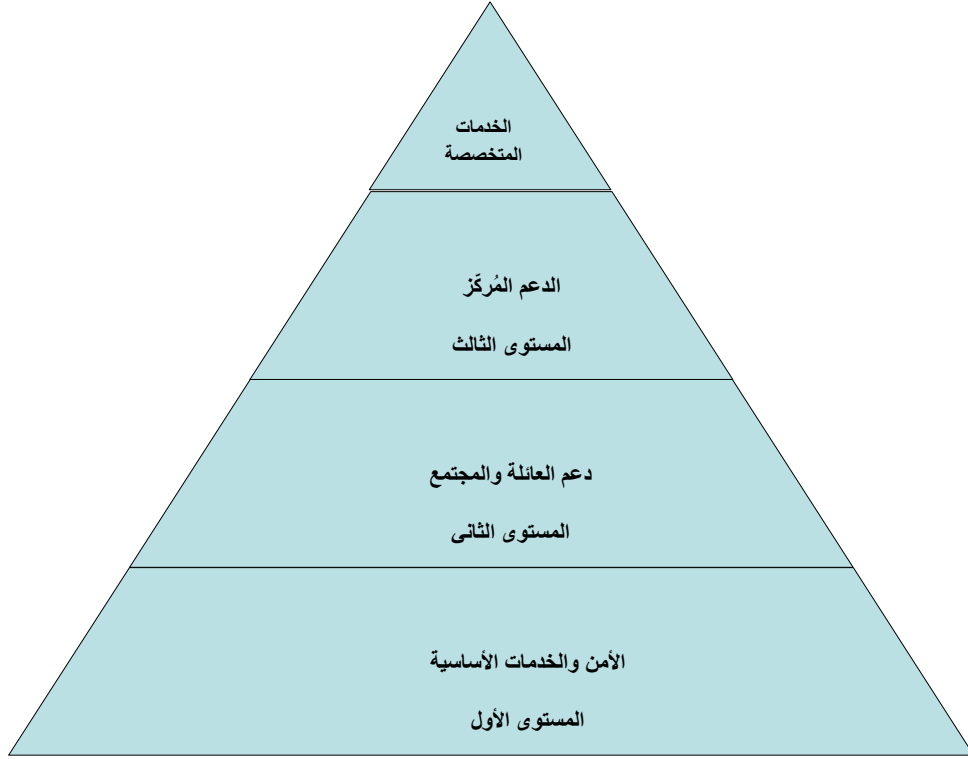 الخدمات
المتخصصة
الدعم المُركّز
المستوى الثالث
دعم العائلة والمجتمع
المستوى الثانى
الأمن والخدمات الأساسية
المستوى الأول